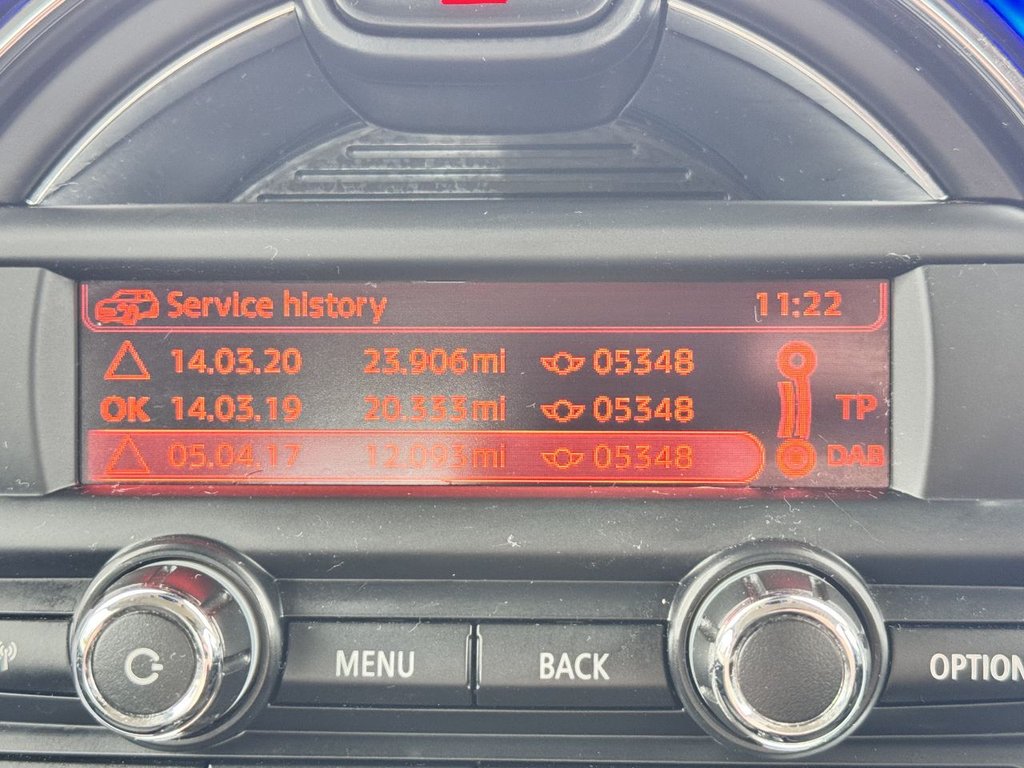 Service history 11:22
14.03.20 23.906mi 05348
OK 14.03.19 20.333mi 05348 TP
05.04.17 12.093mi 05348 DAB
MENU BACK OPTION